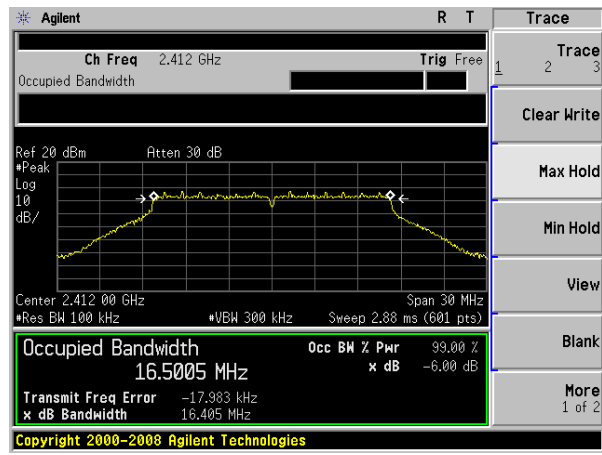 Agilent R T Trace
Ch Freq 2.412 GHz Trig Free
Occupied Bandwidth
Trace
1 2 3
Clear Write
Max Hold
Min Hold
View
Blank
More
1 of 2
Ref 20 dBm Atten 30 dB
#Peak
Log
10
dB/
Center 2.412 00 GHz Span 30 MHz
#Res BW 100 kHz #VBW 300 kHz Sweep 2.88 ms (601 pts)
Occupied Bandwidth Occ BW % Pwr 99.00 %
16.5005 MHz x dB -6.00 dB
Transmit Freq Error -17.983 kHz
x dB Bandwidth 16.405 MHz
Copyright 2000-2008 Agilent Technologies